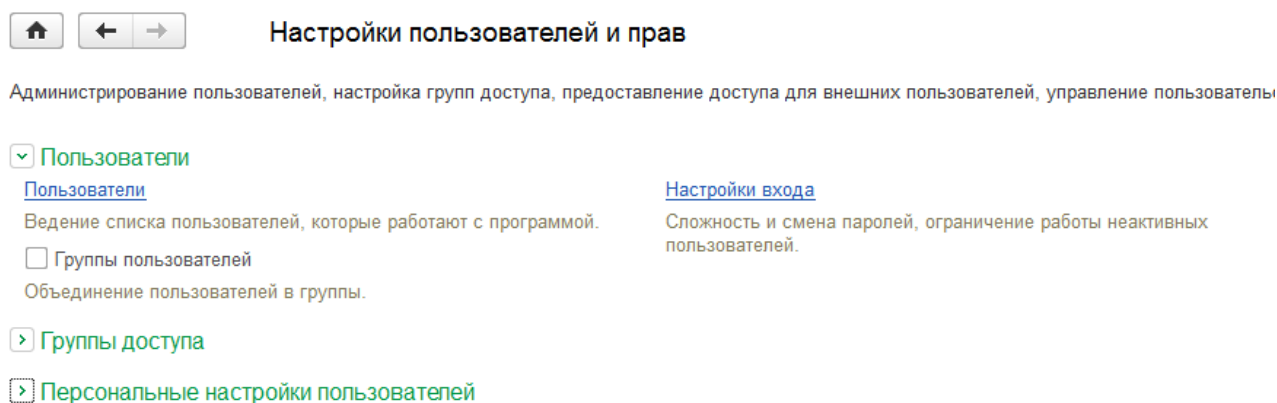 Настройки пользователей и прав
Администрирование пользователей, настройка групп доступа, предоставление доступа для внешних пользователей, управление
Пользователи
Пользователи
Настройки входа
Ведение списка пользователей, которые работают с программой.
Сложность и смена паролей, ограничение работы неактивных
пользователей.
Группы пользователей
Объединение пользователей в группы.
Группы доступа
Персональные настройки пользователей